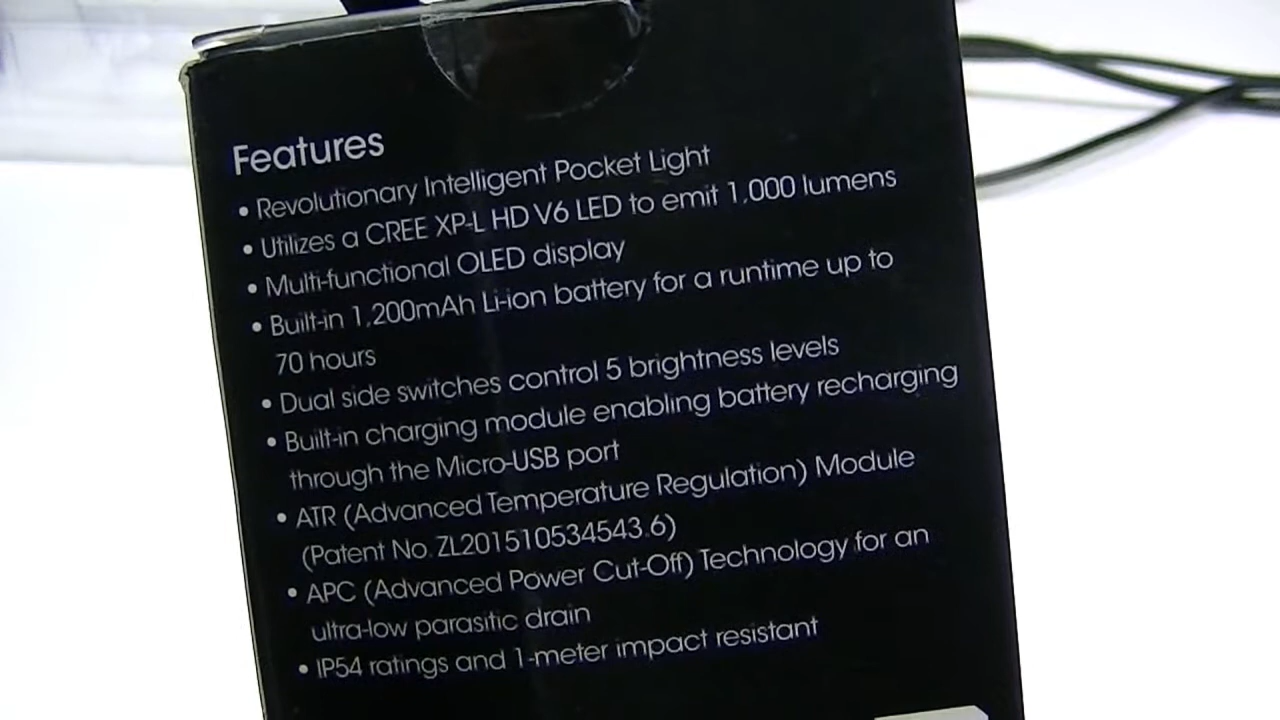 Features
• Revolutionary Intelligent Pocket Light
• Utilizes a CREE XP-L HD V6 LED to emit 1,000 lumens
• Multi-functional OLED display
• Built-in 1,200mAh Li-ion battery for a runtime up to
70 hours
• Dual side switches control 5 brightness levels
• Built-in charging module enabling battery recharging
through the Micro-USB port
• ATR (Advanced Temperature Regulation) Module
(Patent No. ZL201510534543.6)
• APC (Advanced Power Cut-Off) Technology for an
ultra-low parasitic drain
• IP54 ratings and 1-meter impact resistant